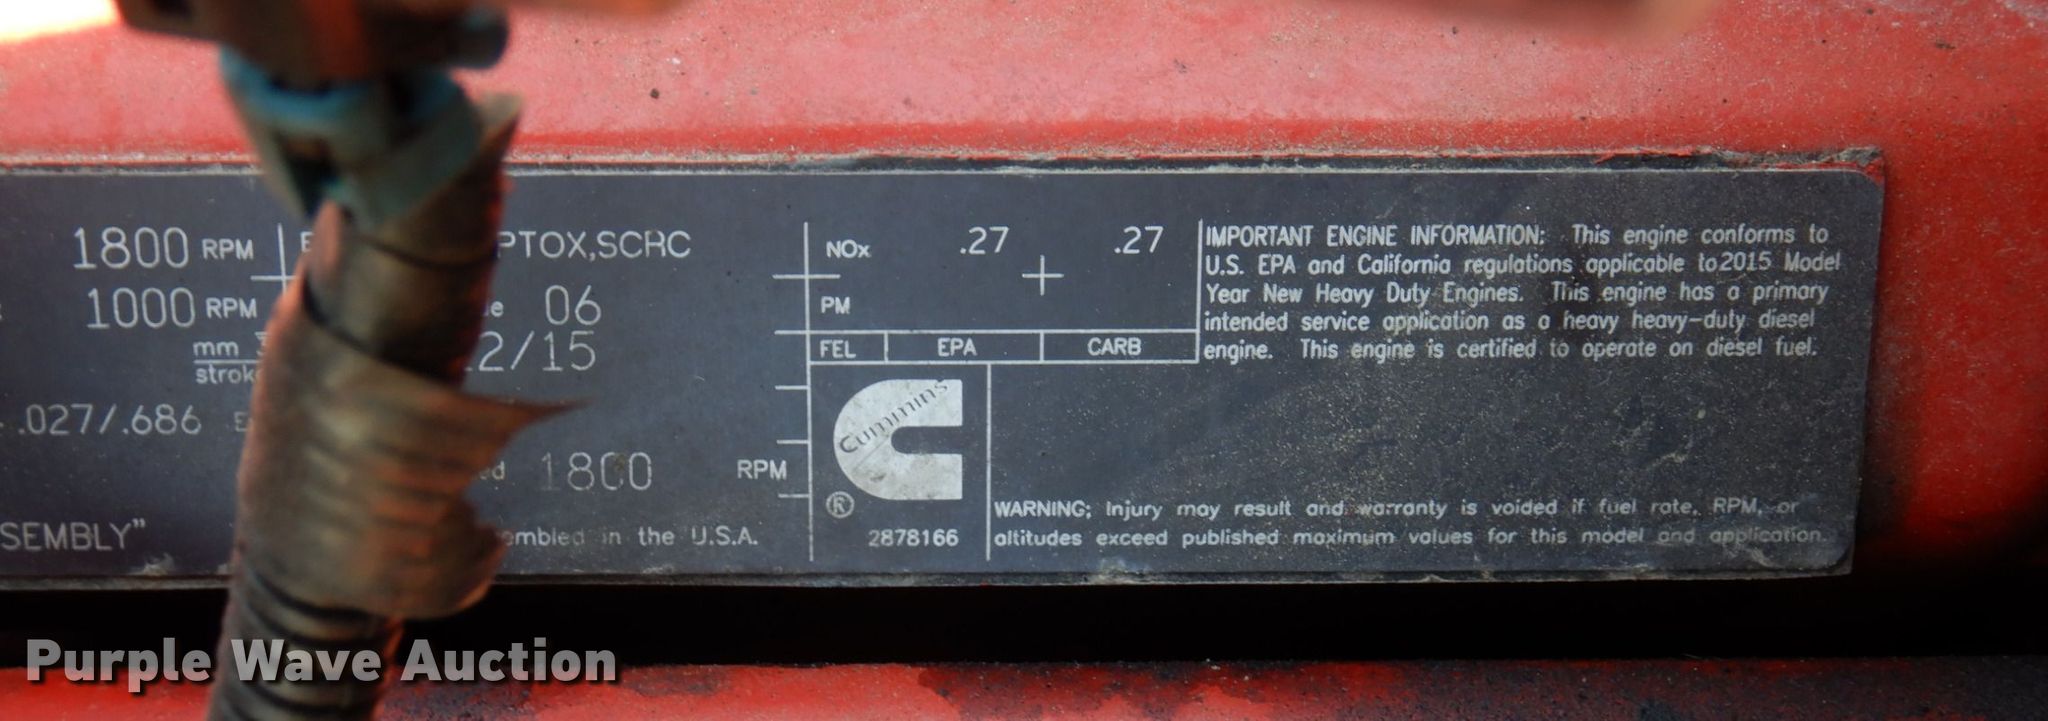 1800 RPM
PTOX,SCRC
1000 RPM
06
mm
2/15
.027/.686
1800 RPM
SEMBLY"
in the U.S.A.
NOx .27 .27
PM
FEL EPA CARB
Cummins
®
2878166
IMPORTANT ENGINE INFORMATION: This engine conforms to
U.S. EPA and California regulations applicable to 2015 Model
Year New Heavy Duty Engines. This engine has a primary
intended service application as a heavy heavy-duty diesel
engine. This engine is certified to operate on diesel fuel.
WARNING; Injury may result and warranty is voided if fuel rate, RPM, or
altitudes exceed published maximum values for this model and application.
Purple Wave Auction